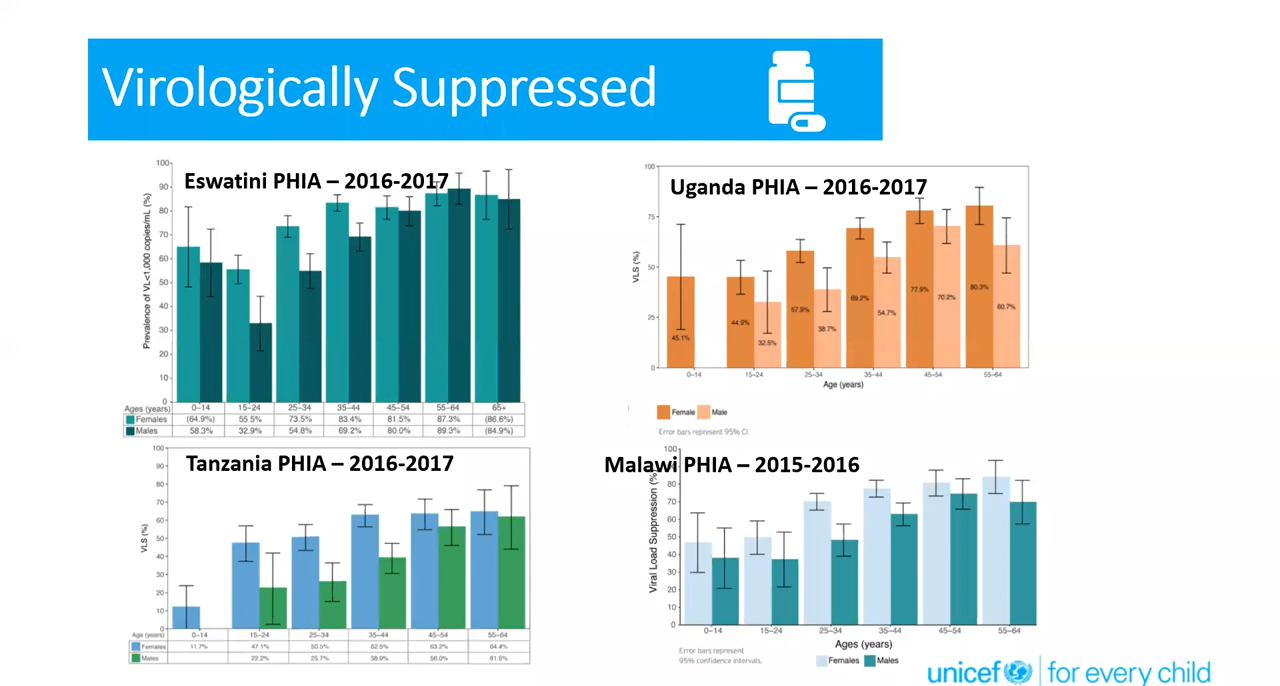 Virologically Suppressed
Eswatini PHIA – 2016-2017
Prevalence of VL<1,000 copies/mL (%)
100
90
80
70
60
50
40
30
20
10
0
Ages (years) 0–14 15–24 25–34 35–44 45–54 55–64 65+
Females (64.9%) 55.5% 73.5% 83.4% 81.5% 87.3% (86.6%)
Males 58.3% 32.9% 54.8% 69.2% 80.0% 89.3% (84.9%)
Uganda PHIA – 2016-2017
VLS (%)
100
75
50
25
0
45.1% 44.9% 32.5% 57.9% 38.7% 69.2% 54.7% 77.9% 70.2% 80.3% 60.7%
0–14 15–24 25–34 35–44 45–54 55–64
Age (years)
Female Male
Error bars represent 95% CI.
Tanzania PHIA – 2016-2017
VLS (%)
100
90
80
70
60
50
40
30
20
10
0
Age (years) 0–14 15–24 25–34 35–44 45–54 55–64
Females 11.7% 47.1% 50.5% 62.5% 63.2% 64.4%
Males 22.2% 25.7% 38.9% 56.0% 61.5%
Malawi PHIA – 2015-2016
Viral Load Suppression (%)
100
90
80
70
60
50
40
30
20
10
0
0–14 15–24 25–34 35–44 45–54 55–64
Ages (years)
Females Males
Error bars represent
95% confidence intervals.
unicef for every child